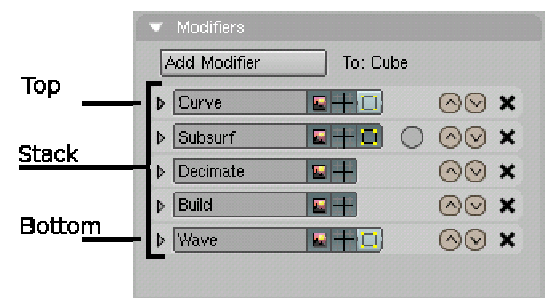 Modifiers
Add Modifier To: Cube
Top
Curve
Subsurf
Stack
Decimate
Build
Bottom
Wave